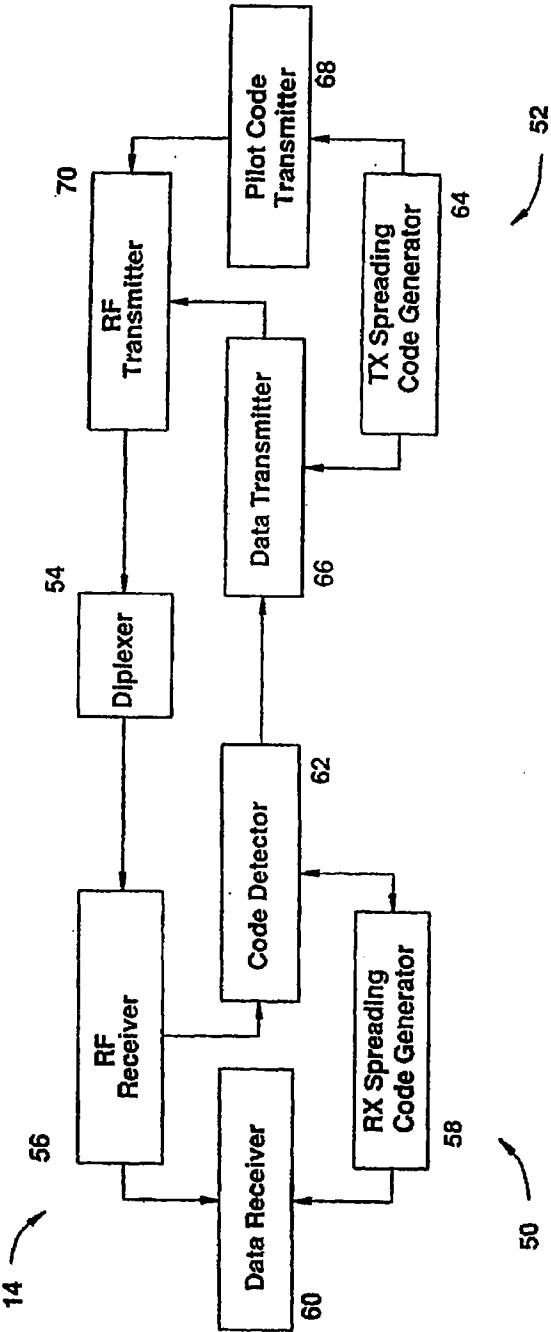 14
56
RF
Receiver
54
Diplexer
70
RF
Transmitter
Data Receiver
60
Code Detector
62
Data Transmitter
66
Pilot Code
Transmitter
68
RX Spreading
Code Generator
58
TX Spreading
Code Generator
64
50
52